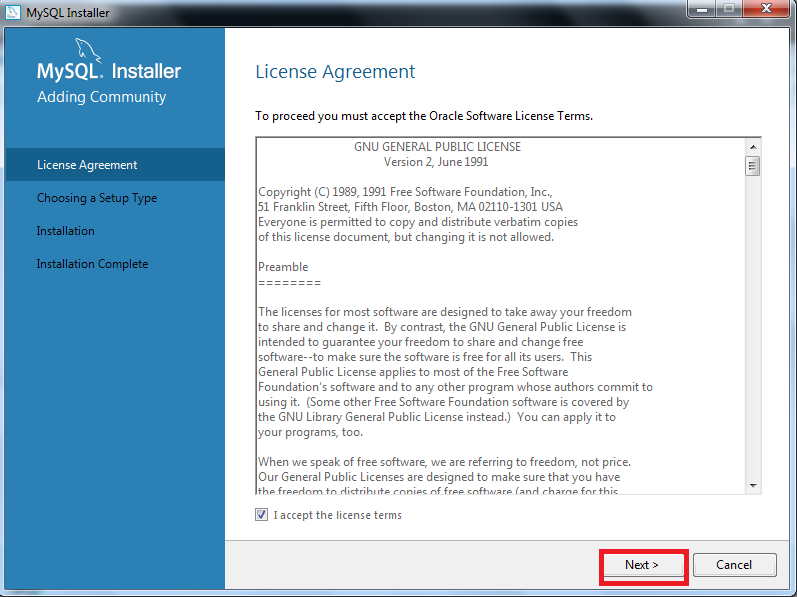 MySQL Installer
MySQL. Installer
Adding Community
License Agreement
Choosing a Setup Type
Installation
Installation Complete
License Agreement
To proceed you must accept the Oracle Software License Terms.
GNU GENERAL PUBLIC LICENSE
Version 2, June 1991
Copyright (C) 1989, 1991 Free Software Foundation, Inc.,
51 Franklin Street, Fifth Floor, Boston, MA 02110-1301 USA
Everyone is permitted to copy and distribute verbatim copies
of this license document, but changing it is not allowed.
Preamble
========
The licenses for most software are designed to take away your freedom
to share and change it.  By contrast, the GNU General Public License is
intended to guarantee your freedom to share and change free
software--to make sure the software is free for all its users.  This
General Public License applies to most of the Free Software
Foundation's software and to any other program whose authors commit to
using it.  (Some other Free Software Foundation software is covered by
the GNU Library General Public License instead.)  You can apply it to
your programs, too.
When we speak of free software, we are referring to freedom, not price.
Our General Public Licenses are designed to make sure that you have
the freedom to distribute copies of free software (and charge for this
I accept the license terms
Next >
Cancel